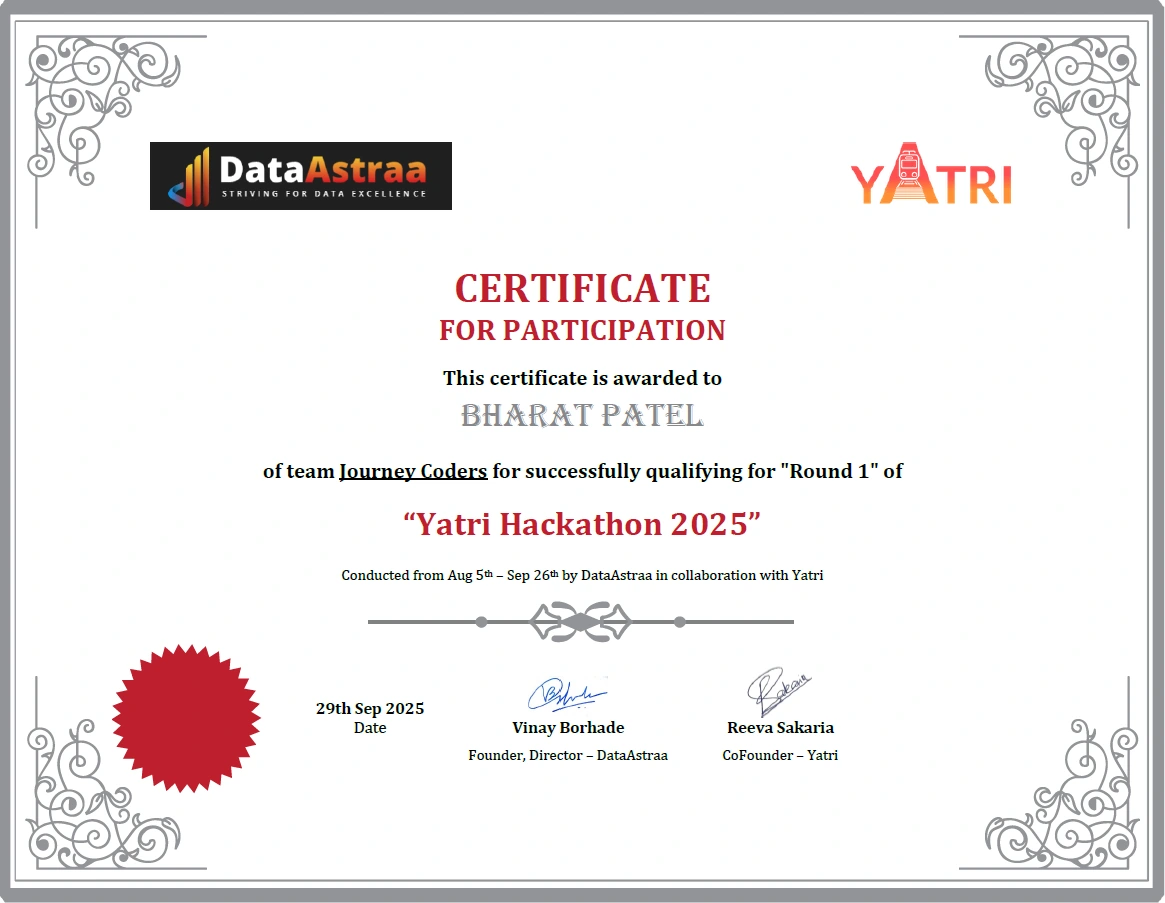 DataAstraa
STRIVING FOR DATA EXCELLENCE
YATRI
CERTIFICATE
FOR PARTICIPATION
This certificate is awarded to
BHARAT PATEL
of team Journey Coders for successfully qualifying for "Round 1" of
“Yatri Hackathon 2025”
Conducted from Aug 5th – Sep 26th by DataAstraa in collaboration with Yatri
29th Sep 2025
Date
Vinay Borhade
Founder, Director – DataAstraa
Reeva Sakaria
CoFounder – Yatri